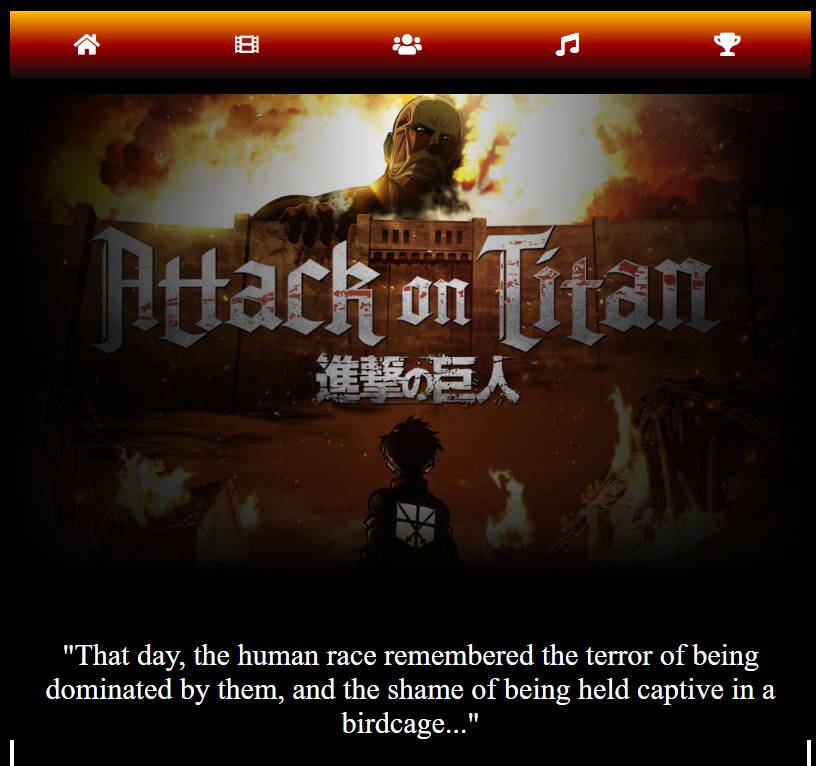 Attack on Titan
進撃の巨人
"That day, the human race remembered the terror of being
dominated by them, and the shame of being held captive in a
birdcage..."